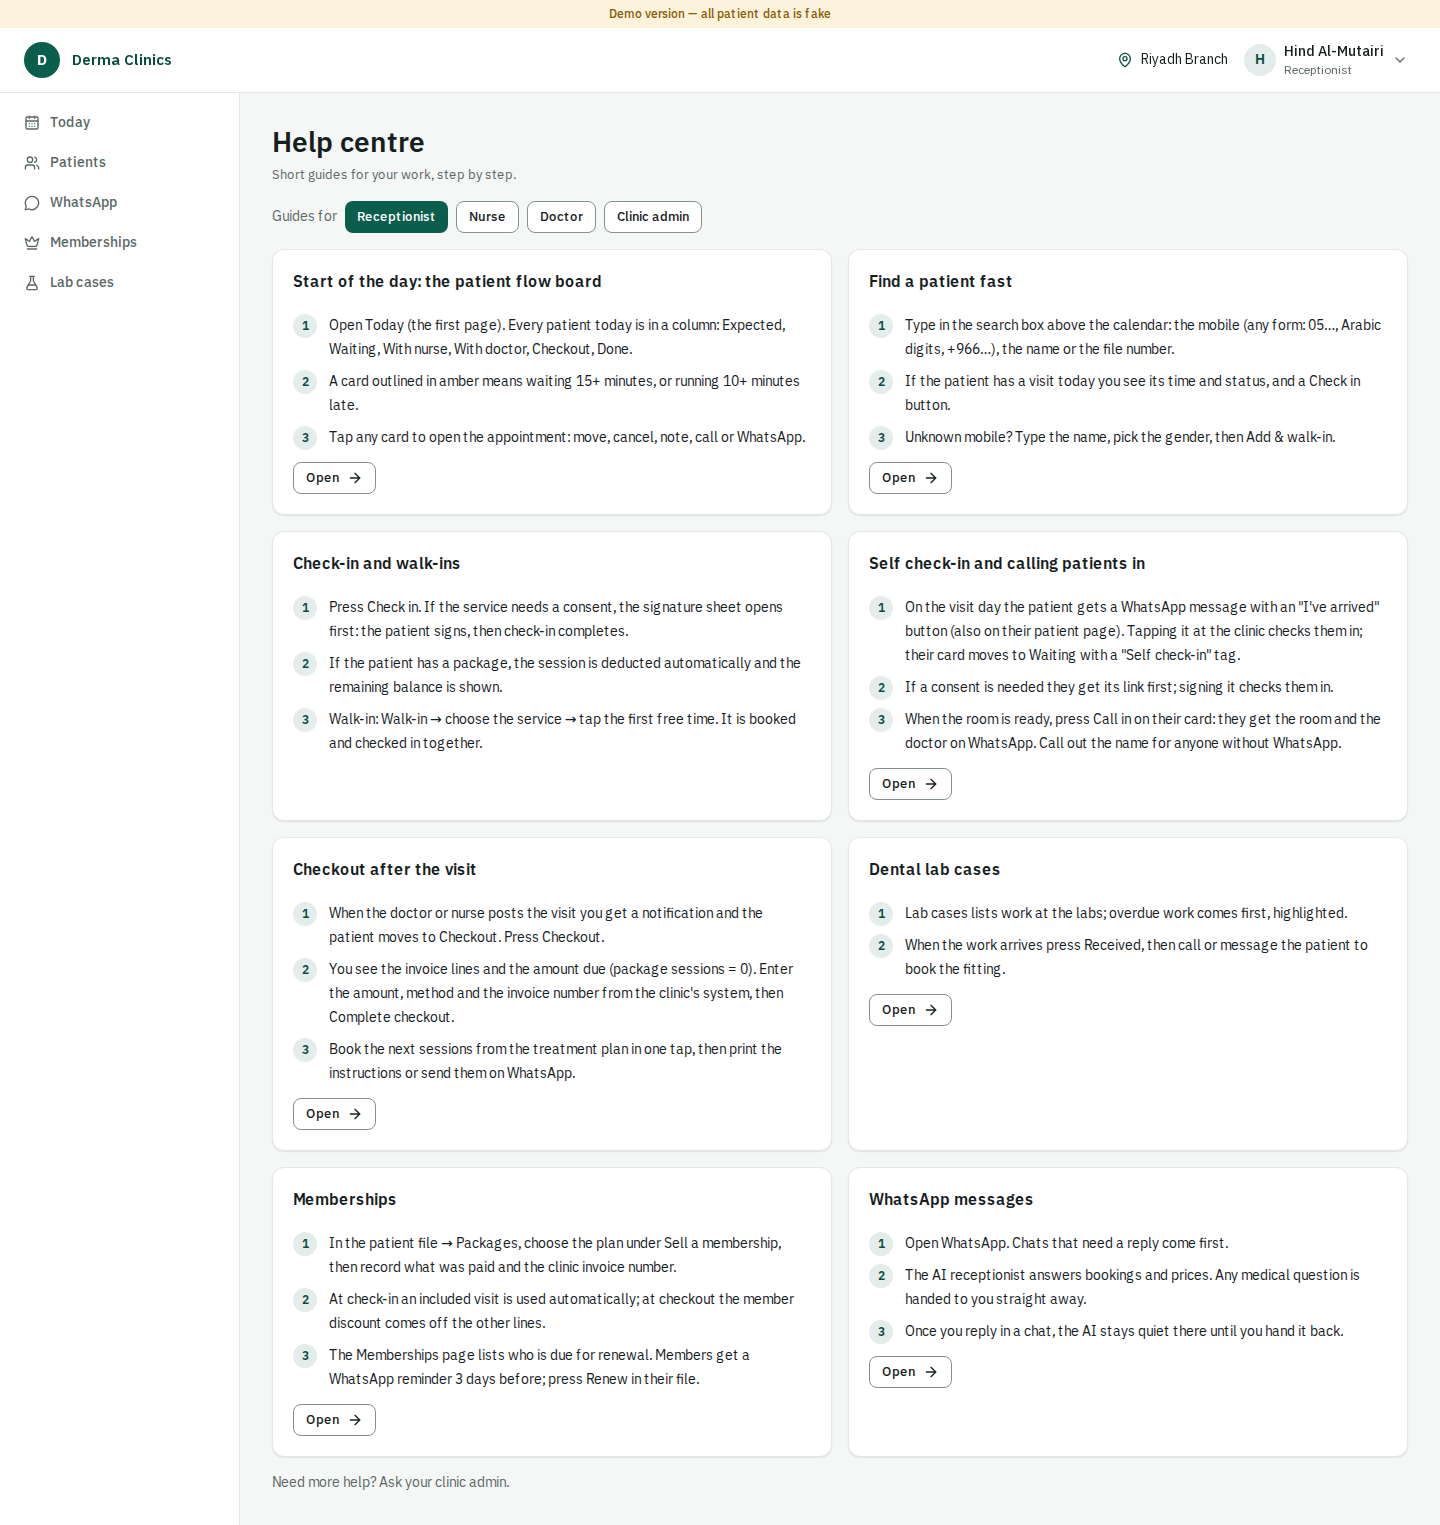 Demo version — all patient data is fake
D
Derma Clinics
Riyadh Branch
H
Hind Al-Mutairi
Receptionist
Today
Patients
WhatsApp
Memberships
Lab cases
Help centre
Short guides for your work, step by step.
Guides for
Receptionist
Nurse
Doctor
Clinic admin
Start of the day: the patient flow board
1
Open Today (the first page). Every patient today is in a column: Expected,
Waiting, With nurse, With doctor, Checkout, Done.
2
A card outlined in amber means waiting 15+ minutes, or running 10+ minutes
late.
3
Tap any card to open the appointment: move, cancel, note, call or WhatsApp.
Open →
Find a patient fast
1
Type in the search box above the calendar: the mobile (any form: 05…, Arabic
digits, +966…), the name or the file number.
2
If the patient has a visit today you see its time and status, and a Check in
button.
3
Unknown mobile? Type the name, pick the gender, then Add & walk-in.
Open →
Check-in and walk-ins
1
Press Check in. If the service needs a consent, the signature sheet opens
first: the patient signs, then check-in completes.
2
If the patient has a package, the session is deducted automatically and the
remaining balance is shown.
3
Walk-in: Walk-in → choose the service → tap the first free time. It is booked
and checked in together.
Self check-in and calling patients in
1
On the visit day the patient gets a WhatsApp message with an "I've arrived"
button (also on their patient page). Tapping it at the clinic checks them in;
their card moves to Waiting with a "Self check-in" tag.
2
If a consent is needed they get its link first; signing it checks them in.
3
When the room is ready, press Call in on their card: they get the room and the
doctor on WhatsApp. Call out the name for anyone without WhatsApp.
Open →
Checkout after the visit
1
When the doctor or nurse posts the visit you get a notification and the
patient moves to Checkout. Press Checkout.
2
You see the invoice lines and the amount due (package sessions = 0). Enter
the amount, method and the invoice number from the clinic's system, then
Complete checkout.
3
Book the next sessions from the treatment plan in one tap, then print the
instructions or send them on WhatsApp.
Open →
Dental lab cases
1
Lab cases lists work at the labs; overdue work comes first, highlighted.
2
When the work arrives press Received, then call or message the patient to
book the fitting.
Open →
Memberships
1
In the patient file → Packages, choose the plan under Sell a membership,
then record what was paid and the clinic invoice number.
2
At check-in an included visit is used automatically; at checkout the member
discount comes off the other lines.
3
The Memberships page lists who is due for renewal. Members get a
WhatsApp reminder 3 days before; press Renew in their file.
Open →
WhatsApp messages
1
Open WhatsApp. Chats that need a reply come first.
2
The AI receptionist answers bookings and prices. Any medical question is
handed to you straight away.
3
Once you reply in a chat, the AI stays quiet there until you hand it back.
Open →
Need more help? Ask your clinic admin.